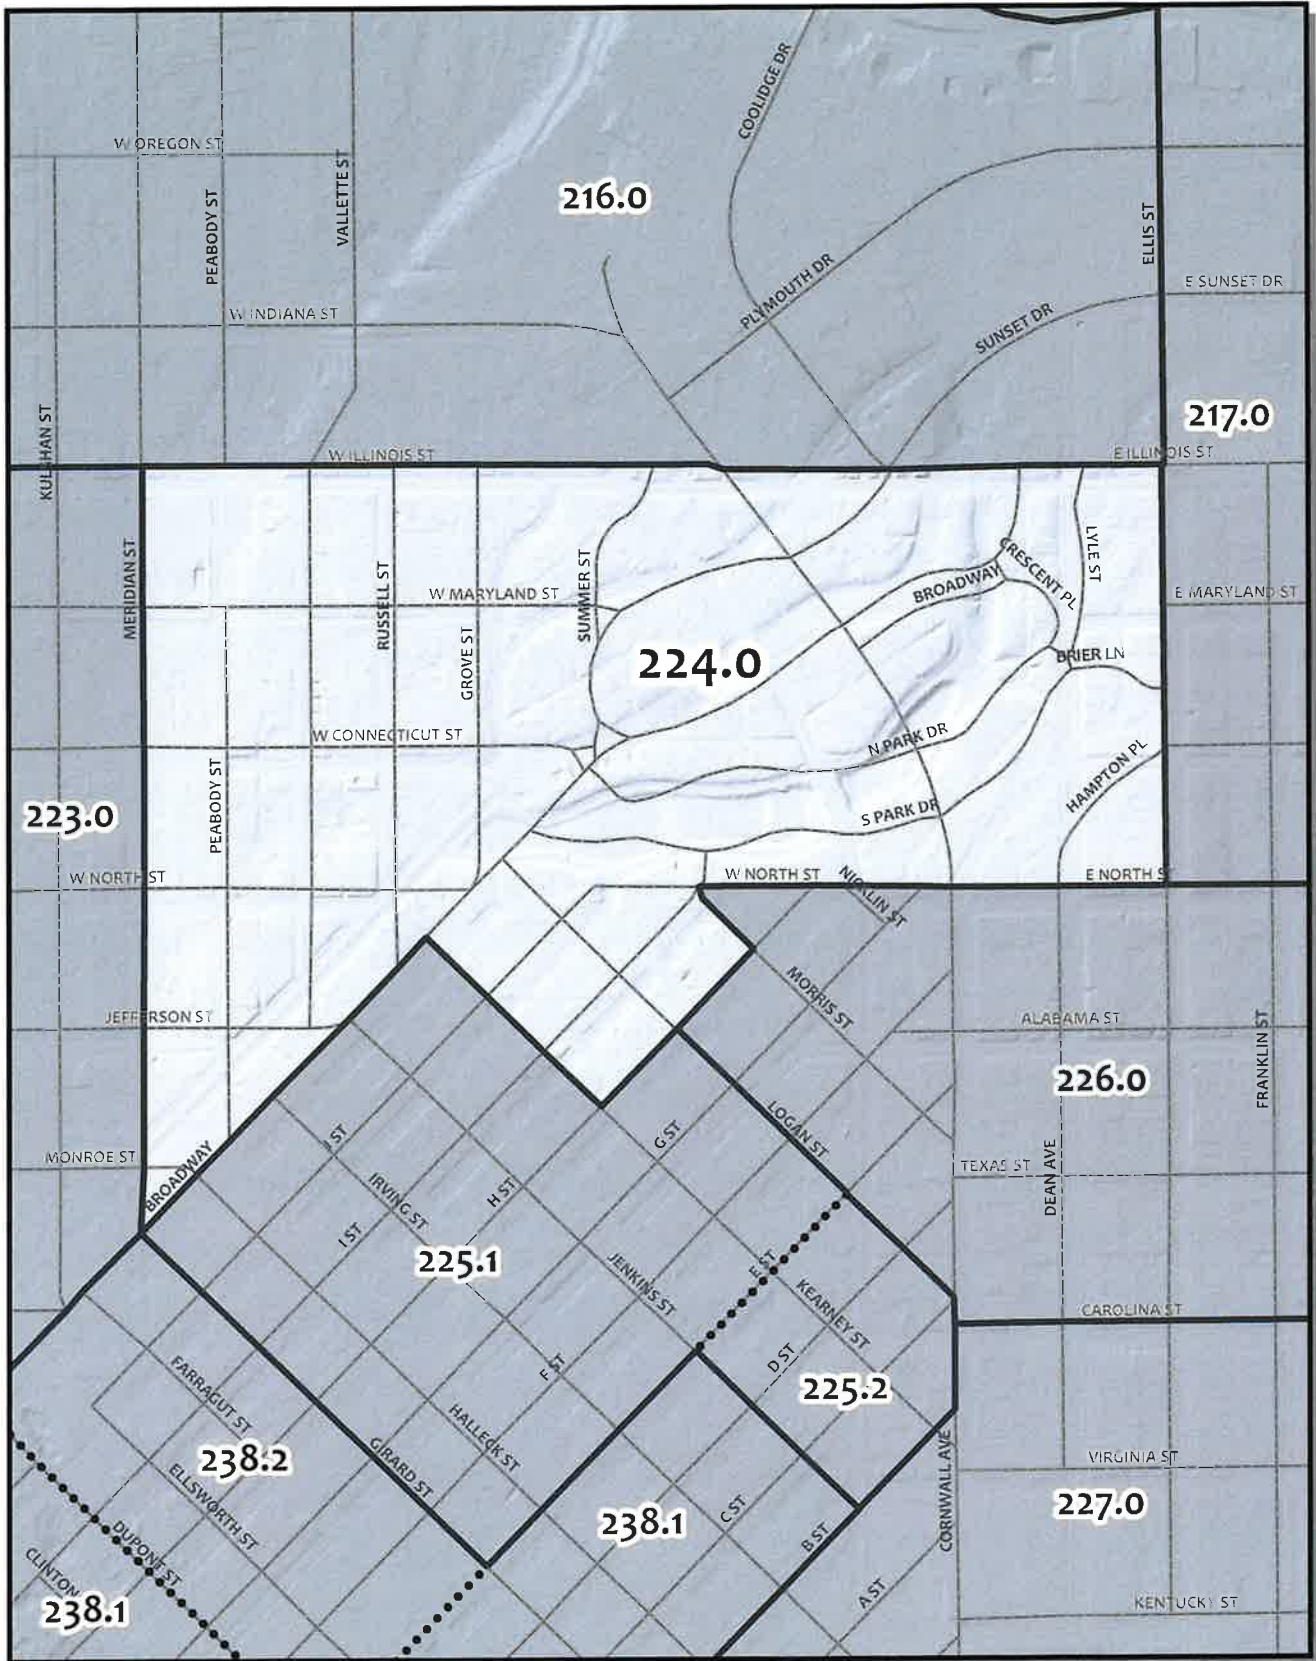 COOLIDGE DR
W OREGON ST
VALLETTE ST
PEABODY ST
216.0
ELLIS ST
PLYMOUTH DR
E SUNSET DR
W INDIANA ST
SUNSET DR
217.0
KULSHAN ST
W ILLINOIS ST
E ILLINOIS ST
MERIDIAN ST
RUSSELL ST
SUMMER ST
LYLE ST
CRESCENT PL
BROADWAY
W MARYLAND ST
E MARYLAND ST
GROVE ST
224.0
BRIER LN
W CONNECTICUT ST
N PARK DR
HAMPTON PL
PEABODY ST
223.0
S PARK DR
W NORTH ST
W NORTH ST
E NORTH S
NICKLIN ST
MORRIS ST
JEFFERSON ST
ALABAMA ST
FRANKLIN ST
226.0
LOGAN ST
J ST
G ST
MONROE ST
BROADWAY
TEXAS ST
DEAN AVE
IRVING ST
H ST
I ST
225.1
E ST
JENKINS ST
KEARNEY ST
CAROLINA ST
F ST
D ST
225.2
FARRAGUT ST
HALLECK ST
238.2
GIRARD ST
CORNWALL AVE
VIRGINIA ST
ELLSWORTH ST
238.1
C ST
B ST
227.0
DUPONT ST
CLINTON
A ST
238.1
KENTUCKY ST